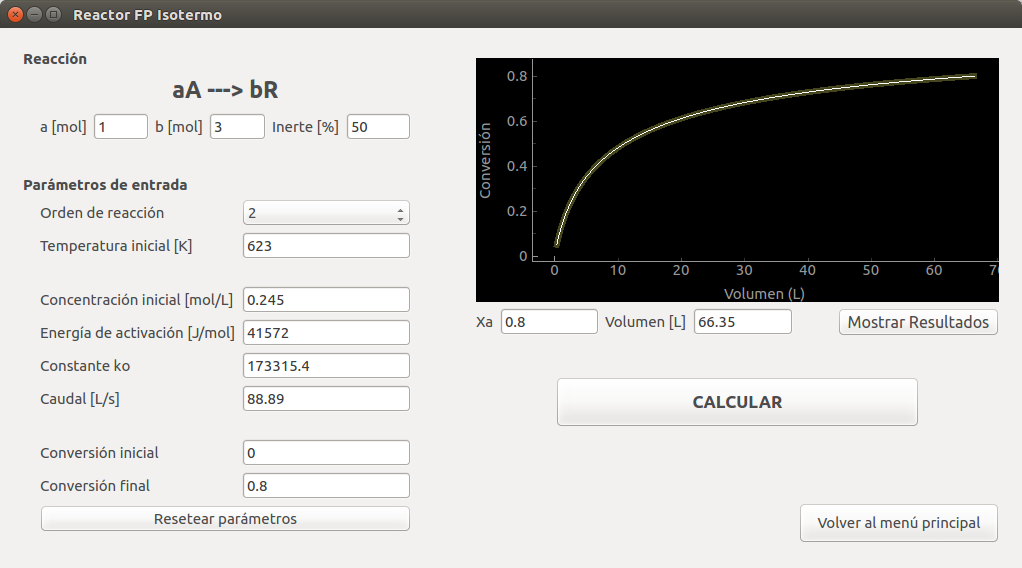 Reactor FP Isotermo
Reacción
aA ---> bR
a [mol] 1 b [mol] 3 Inerte [%] 50
Parámetros de entrada
Orden de reacción 2
Temperatura inicial [K] 623
Concentración inicial [mol/L] 0.245
Energía de activación [J/mol] 41572
Constante ko 173315.4
Caudal [L/s] 88.89
Conversión inicial 0
Conversión final 0.8
Resetear parámetros
Conversión
0.8
0.6
0.4
0.2
0
0 10 20 30 40 50 60 70
Volumen (L)
Xa 0.8 Volumen [L] 66.35 Mostrar Resultados
CALCULAR
Volver al menú principal